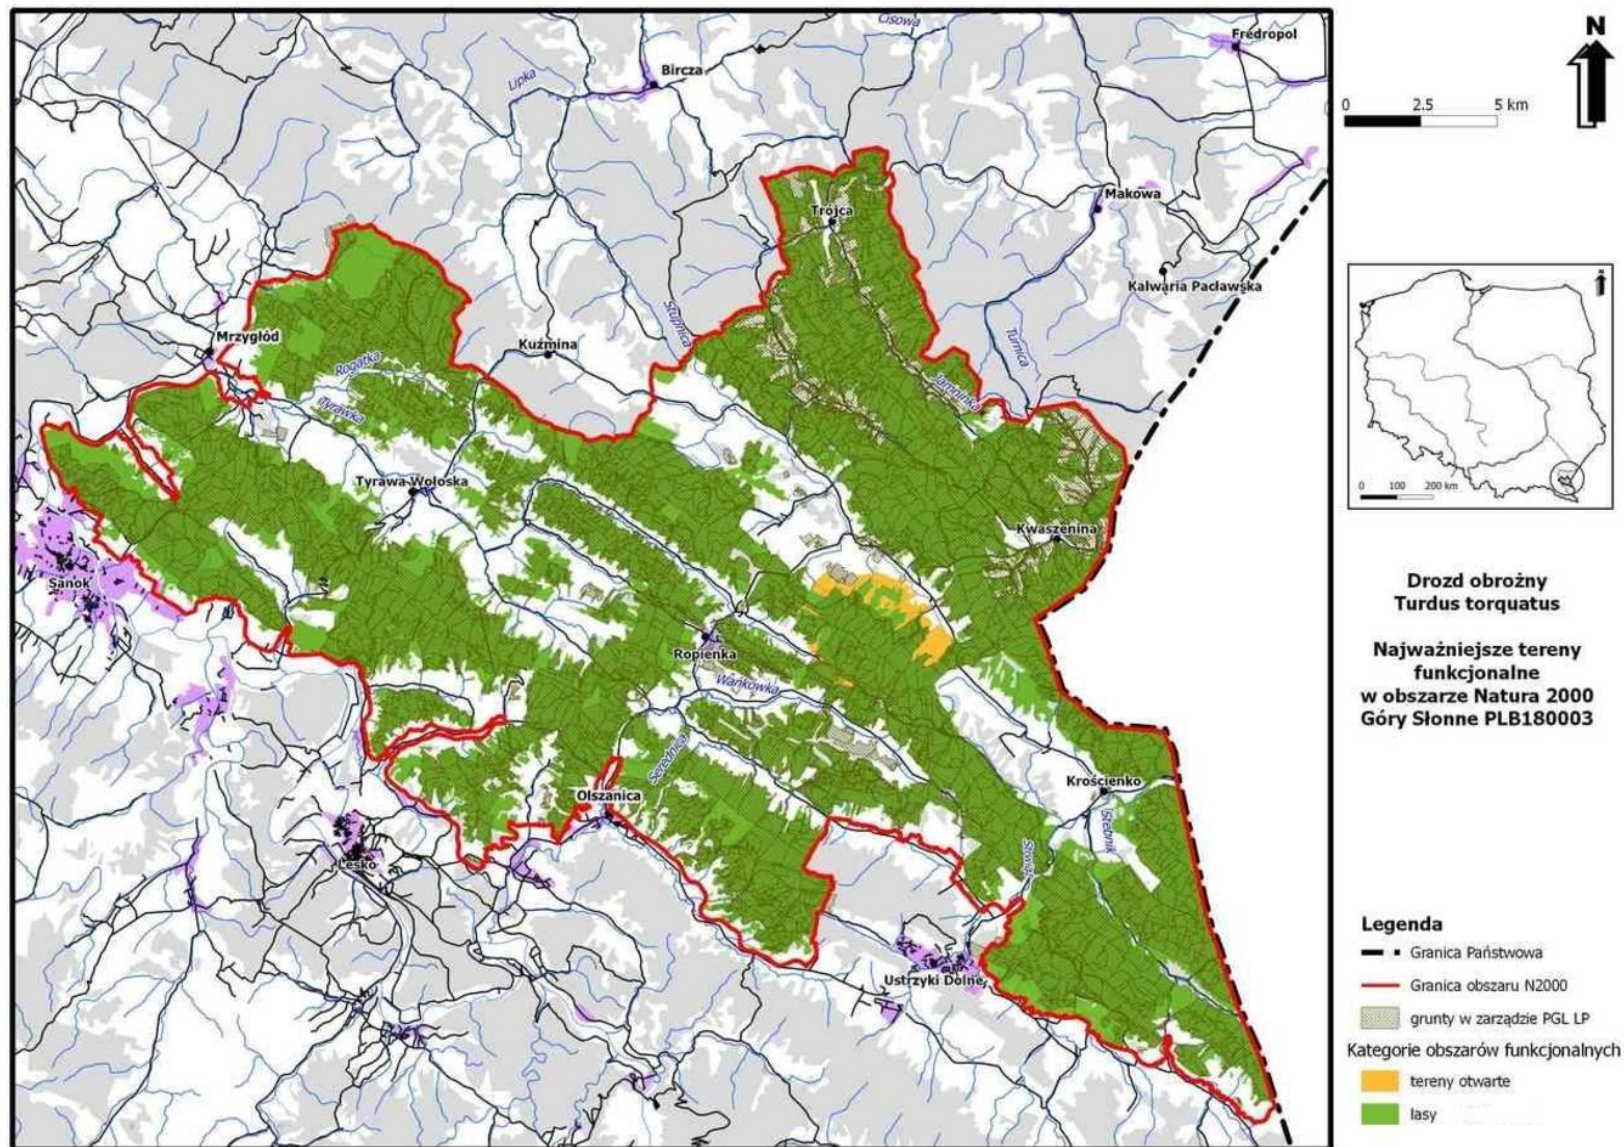 Cisowa
Fredropol
N
Bircza
Lipka
0 2.5 5 km
Makowa
Trójca
Kalwaria Pacławska
Stupnica
Turnica
Mrzygłód
Kuźmina
Rogatka
Jamninka
Tyrawka
0 100 200 km
Tyrawa Wołoska
Kwaszenina
Sanok
Drozd obrożny
Turdus torquatus
Ropienka
Najważniejsze tereny
funkcjonalne
w obszarze Natura 2000
Góry Słonne PLB180003
Wańkówka
Serednica
Krościenko
Olszanica
Stebnik
Lesko
Strwiąż
Ustrzyki Dolne
Legenda
Granica Państwowa
Granica obszaru N2000
grunty w zarządzie PGL LP
Kategorie obszarów funkcjonalnych
tereny otwarte
lasy